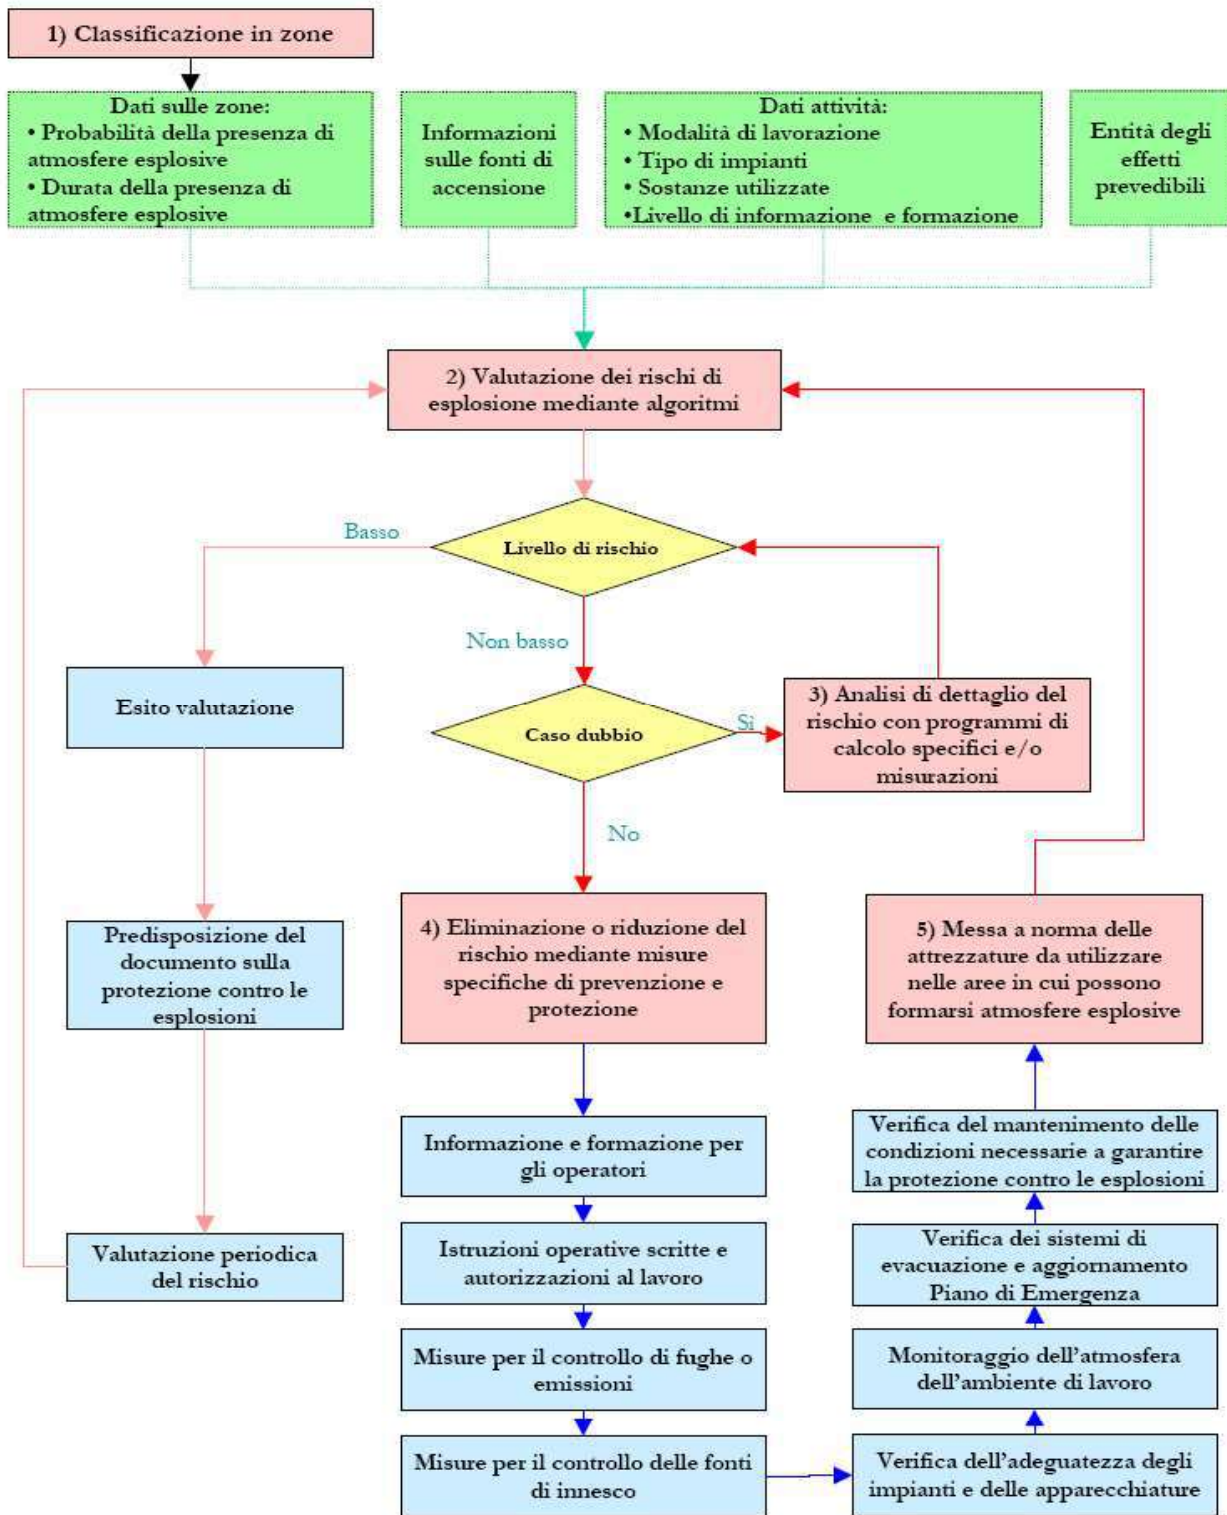 1) Classificazione in zone
Dati sulle zone:
• Probabilità della presenza di
atmosfere esplosive
• Durata della presenza di
atmosfere esplosive
Informazioni
sulle fonti di
accensione
Dati attività:
• Modalità di lavorazione
• Tipo di impianti
• Sostanze utilizzate
•Livello di informazione e formazione
Entità degli
effetti
prevedibili
2) Valutazione dei rischi di
esplosione mediante algoritmi
Basso
Livello di rischio
Non basso
Esito valutazione
Caso dubbio
Si
3) Analisi di dettaglio del
rischio con programmi di
calcolo specifici e/o
misurazioni
No
Predisposizione del
documento sulla
protezione contro le
esplosioni
4) Eliminazione o riduzione del
rischio mediante misure
specifiche di prevenzione e
protezione
5) Messa a norma delle
attrezzature da utilizzare
nelle aree in cui possono
formarsi atmosfere esplosive
Informazione e formazione per
gli operatori
Verifica del mantenimento delle
condizioni necessarie a garantire
la protezione contro le esplosioni
Valutazione periodica
del rischio
Istruzioni operative scritte e
autorizzazioni al lavoro
Verifica dei sistemi di
evacuazione e aggiornamento
Piano di Emergenza
Misure per il controllo di fughe o
emissioni
Monitoraggio dell'atmosfera
dell'ambiente di lavoro
Misure per il controllo delle fonti
di innesco
Verifica dell'adeguatezza degli
impianti e delle apparecchiature